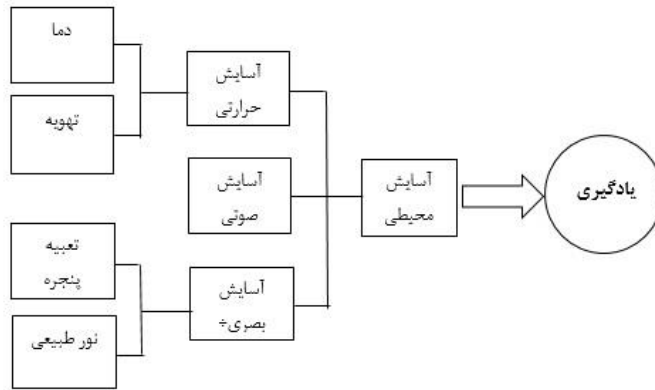 دما
تهویه
آسایش
حرارتی
آسایش
صوتی
آسایش
محیطی
یادگیری
تعبیه
پنجره
نور طبیعی
آسایش
بصری÷